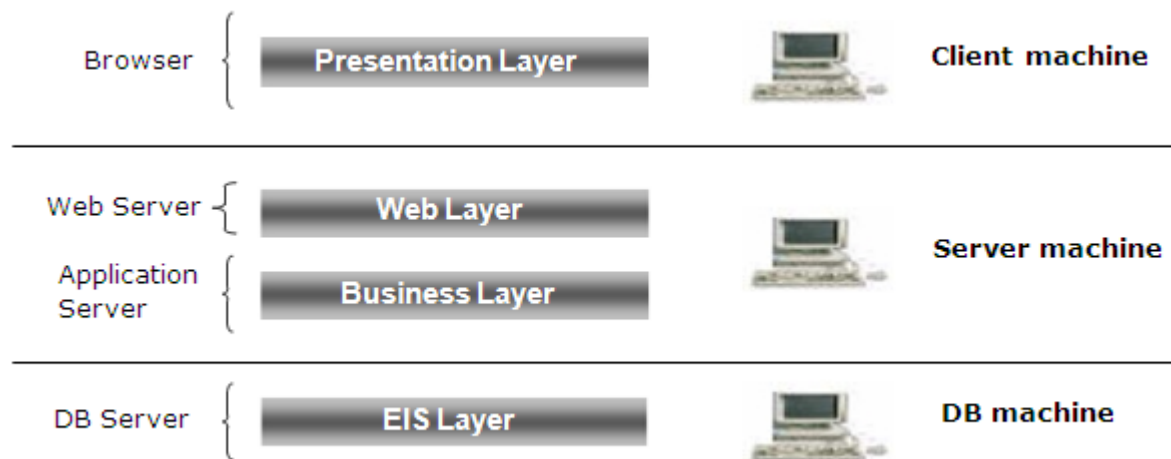 Browser
Presentation Layer
Client machine
Web Server
Web Layer
Server machine
Application
Server
Business Layer
DB Server
EIS Layer
DB machine